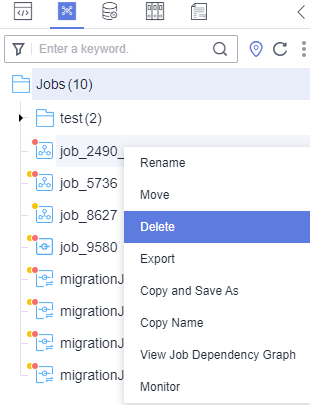 Enter a keyword.
Jobs (10)
test (2)
job_2490_
job_5736
job_8627
job_9580
migrationJ
migrationJ
migrationJ
migrationJ
Rename
Move
Delete
Export
Copy and Save As
Copy Name
View Job Dependency Graph
Monitor